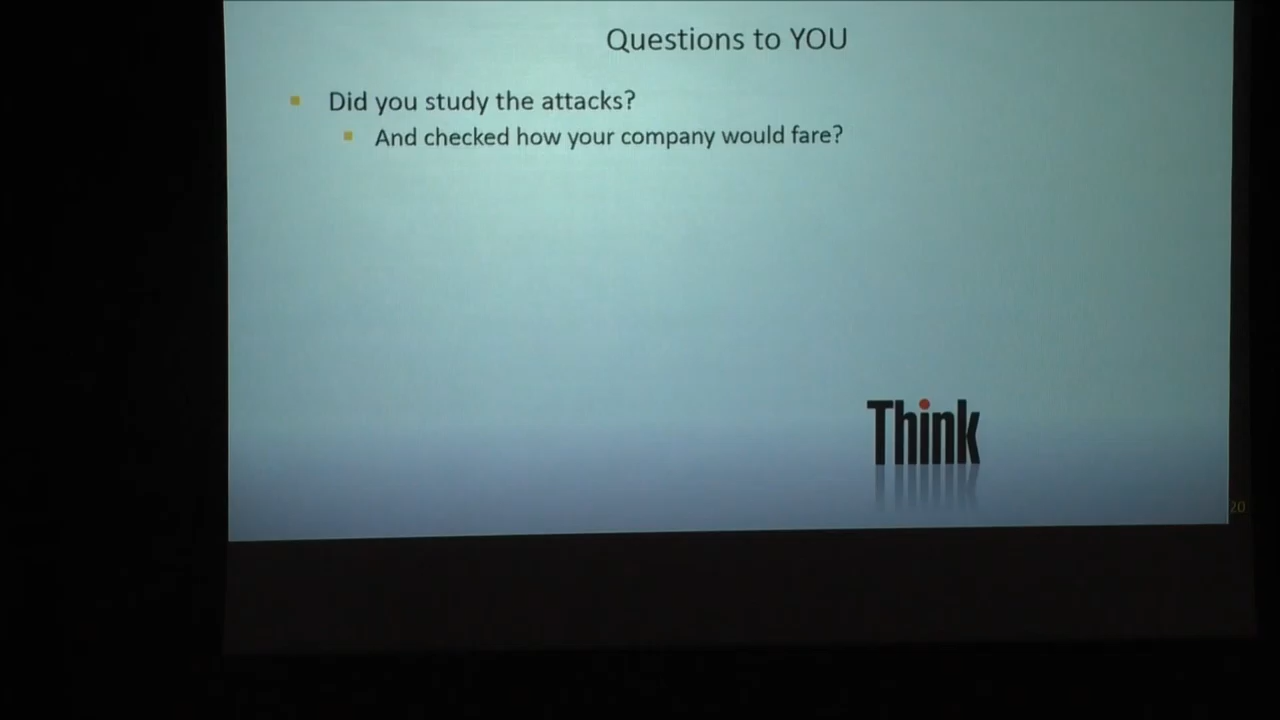 Questions to YOU
Did you study the attacks?
And checked how your company would fare?
Think
20